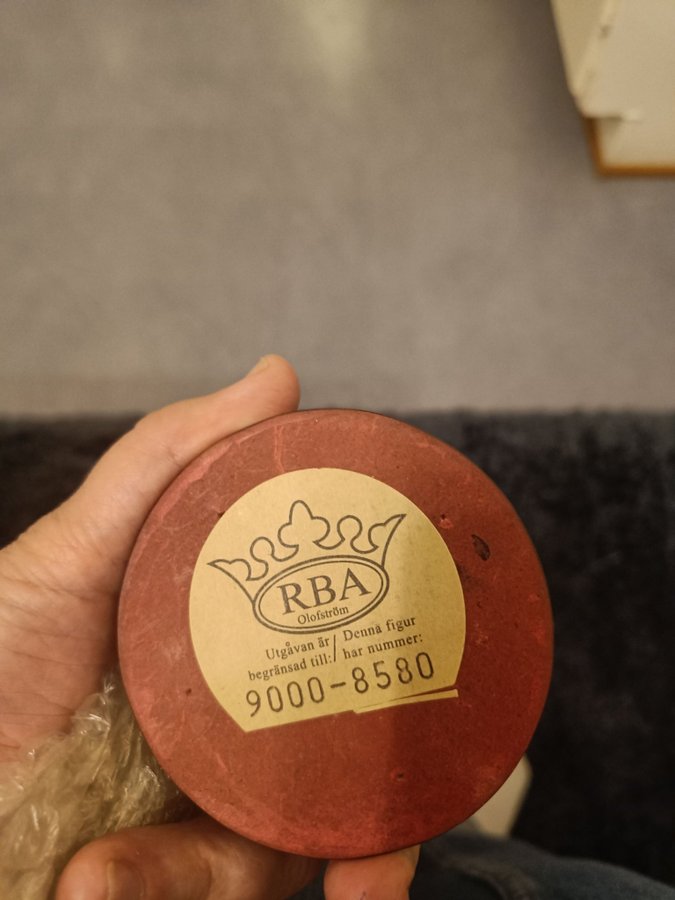 RBA
Olofström
Utgåvan är / Denna figur
begränsad till: / har nummer:
9000-8580